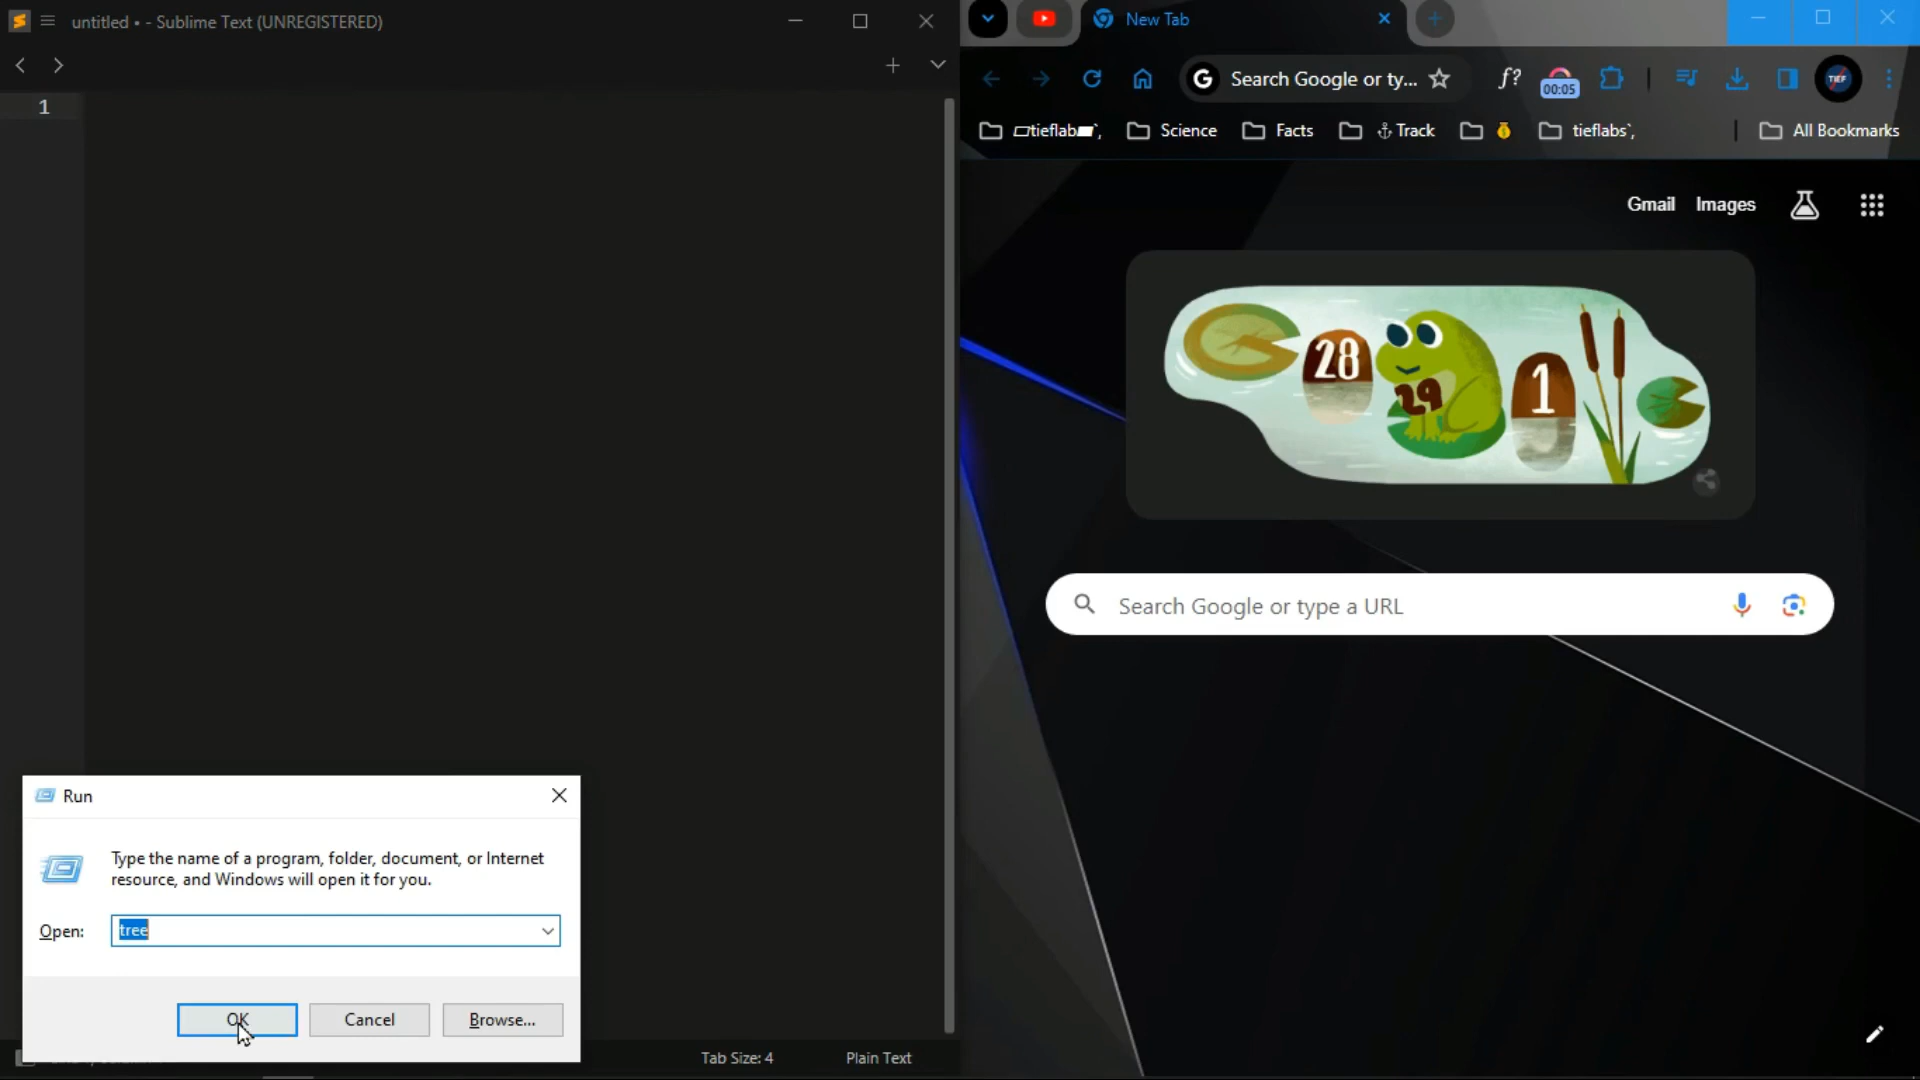 untitled • - Sublime Text (UNREGISTERED)
1
New Tab
Search Google or ty...
f?
00:05
TIEF
Science
Facts
Track
tieflabs`,
All Bookmarks
Gmail
Images
28
29
1
Search Google or type a URL
Run
Type the name of a program, folder, document, or Internet
resource, and Windows will open it for you.
Open:
tree
OK
Cancel
Browse...
Tab Size: 4
Plain Text